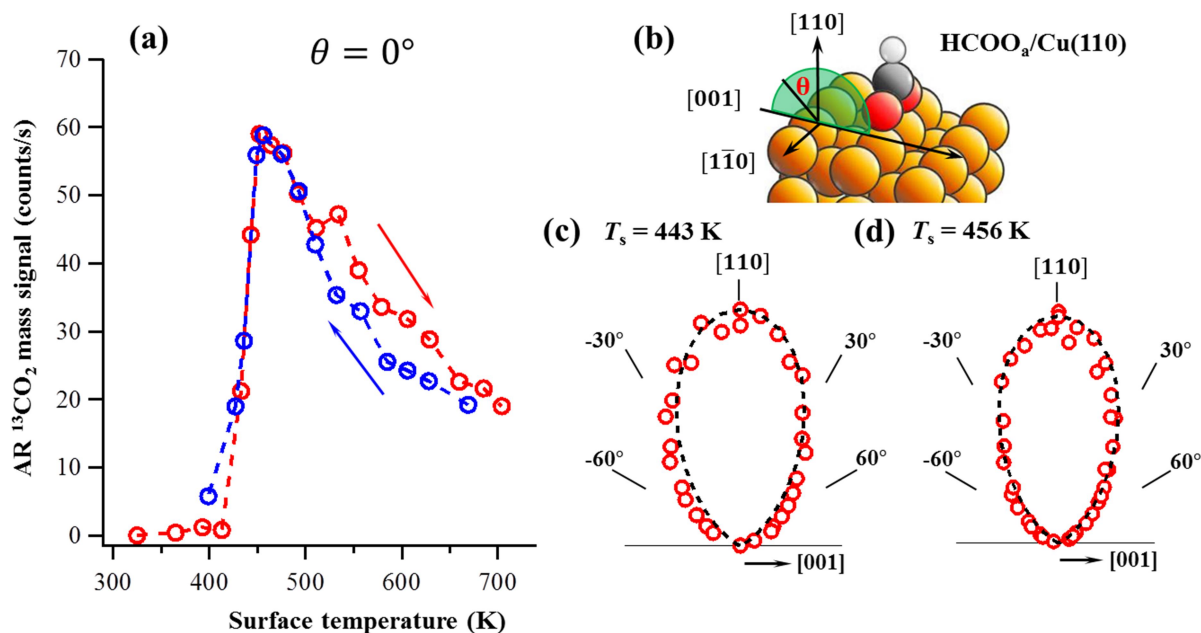 (a)
θ = 0°
AR ¹³CO₂ mass signal (counts/s)
70
60
50
40
30
20
10
0
300
400
500
600
700
Surface temperature (K)
(b)
[110]
HCOOₐ/Cu(110)
θ
[001]
[11̅0]
(c)
Tₛ = 443 K
[110]
-30°
30°
-60°
60°
[001]
(d)
Tₛ = 456 K
[110]
-30°
30°
-60°
60°
[001]